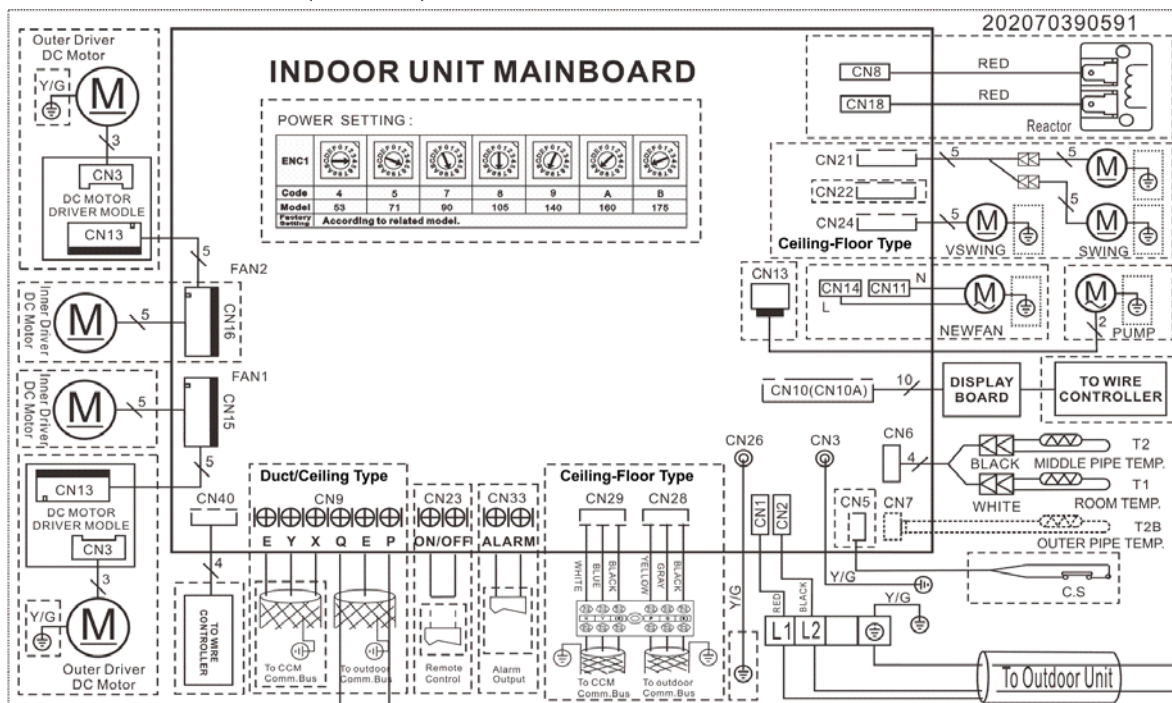 202070390591
INDOOR UNIT MAINBOARD
POWER SETTING :
ENC1
Code 4 5 7 8 9 A B
Model 53 71 90 105 140 160 175
Factory Setting According to related model.
Outer Driver
DC Motor
Y/G
M
3
CN3
DC MOTOR
DRIVER MODLE
CN13
5
FAN2
Inner Driver
DC Motor
M
5
CN16
FAN1
Inner Driver
DC Motor
M
5
CN15
5
CN13
DC MOTOR
DRIVER MODLE
CN3
3
Y/G
M
Outer Driver
DC Motor
CN8
RED
CN18
RED
Reactor
CN21
5
5
M
CN22
5
CN24
5
M
M
Ceiling-Floor Type
VSWING
SWING
CN13
CN14
CN11
N
L
M
NEWFAN
M
2
PUMP
CN10(CN10A)
10
DISPLAY
BOARD
TO WIRE
CONTROLLER
CN6
4
BLACK
T2
MIDDLE PIPE TEMP.
WHITE
T1
ROOM TEMP.
CN5
CN7
T2B
OUTER PIPE TEMP.
C.S
CN40
4
TO WIRE
CONTROLLER
Duct/Ceiling Type
CN9
E Y X Q E P
To CCM
Comm.Bus
To outdoor
Comm.Bus
CN23
ON/OFF
Remote
Control
CN33
ALARM
Alarm
Output
Ceiling-Floor Type
CN29
CN28
WHITE
BLUE
BLACK
YELLOW
GRAY
BLACK
To CCM
Comm.Bus
To outdoor
Comm.Bus
CN26
Y/G
CN3
Y/G
CN1
CN2
RED
BLACK
L1 L2
Y/G
To Outdoor Unit